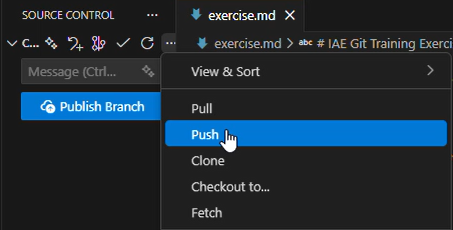 SOURCE CONTROL ...
exercise.md
C...
exercise.md > abc # IAE Git Training Exerci
Message (Ctrl...
View & Sort
Publish Branch
Pull
Push
Clone
Checkout to...
Fetch